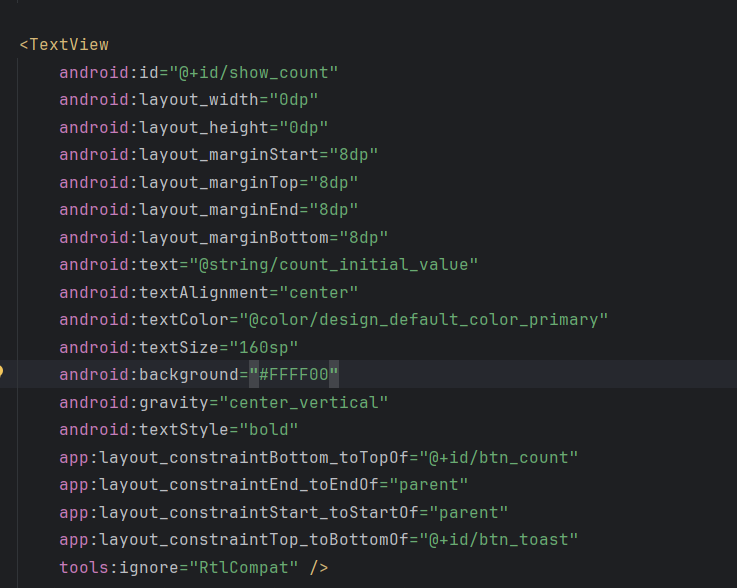 <TextView
android:id="@+id/show_count"
android:layout_width="0dp"
android:layout_height="0dp"
android:layout_marginStart="8dp"
android:layout_marginTop="8dp"
android:layout_marginEnd="8dp"
android:layout_marginBottom="8dp"
android:text="@string/count_initial_value"
android:textAlignment="center"
android:textColor="@color/design_default_color_primary"
android:textSize="160sp"
android:background="#FFFF00"
android:gravity="center_vertical"
android:textStyle="bold"
app:layout_constraintBottom_toTopOf="@+id/btn_count"
app:layout_constraintEnd_toEndOf="parent"
app:layout_constraintStart_toStartOf="parent"
app:layout_constraintTop_toBottomOf="@+id/btn_toast"
tools:ignore="RtlCompat" />